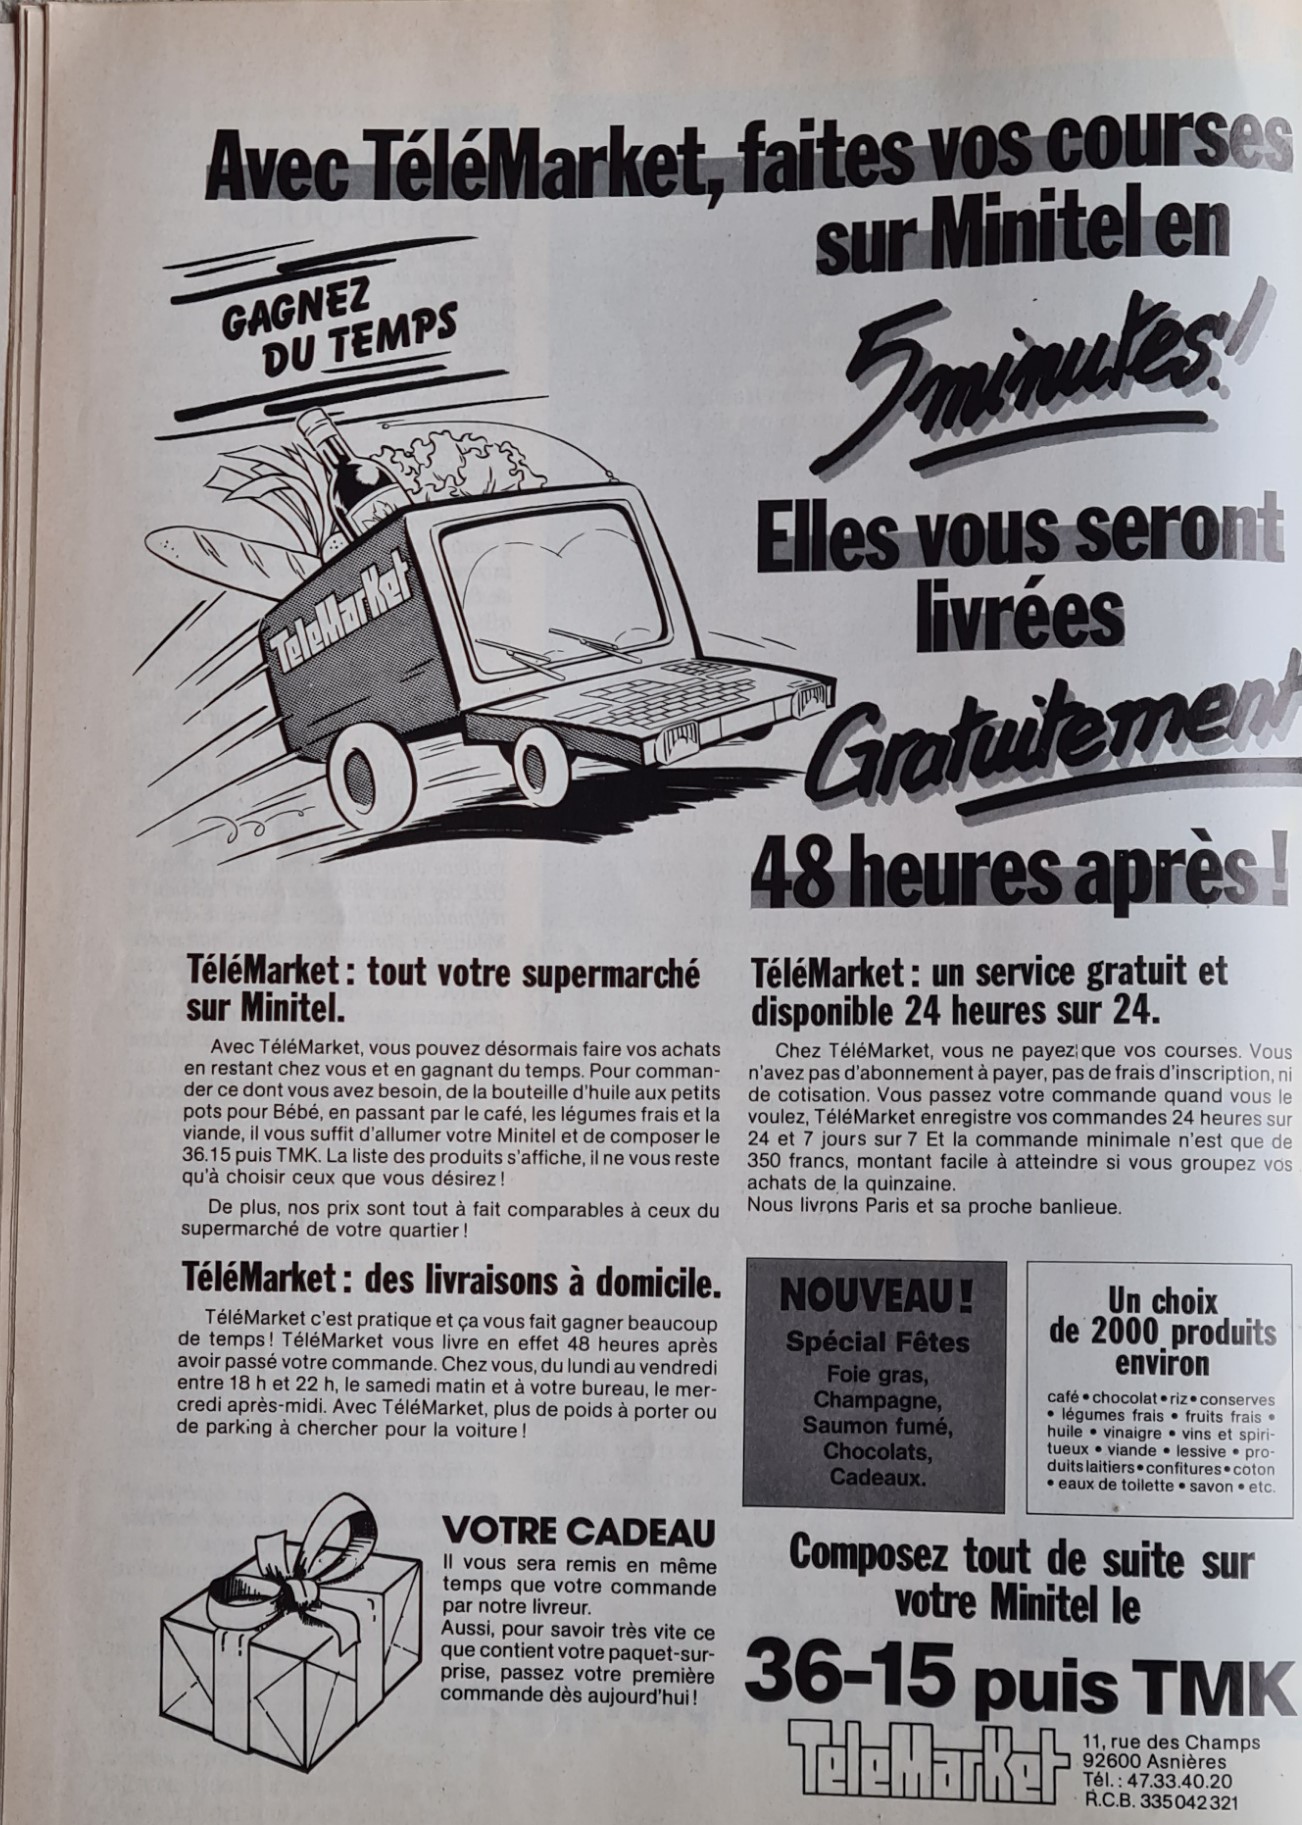 Avec TéléMarket, faites vos courses
sur Minitel en
5 minutes!
GAGNEZ
DU TEMPS
TéléMarket
Elles vous seront
livrées
Gratuitement
48 heures après !
TéléMarket : tout votre supermarché
sur Minitel.
Avec TéléMarket, vous pouvez désormais faire vos achats
en restant chez vous et en gagnant du temps. Pour comman-
der ce dont vous avez besoin, de la bouteille d'huile aux petits
pots pour Bébé, en passant par le café, les légumes frais et la
viande, il vous suffit d'allumer votre Minitel et de composer le
36.15 puis TMK. La liste des produits s'affiche, il ne vous reste
qu'à choisir ceux que vous désirez !
De plus, nos prix sont tout à fait comparables à ceux du
supermarché de votre quartier !
TéléMarket : des livraisons à domicile.
TéléMarket c'est pratique et ça vous fait gagner beaucoup
de temps ! TéléMarket vous livre en effet 48 heures après
avoir passé votre commande. Chez vous, du lundi au vendredi
entre 18 h et 22 h, le samedi matin et à votre bureau, le mer-
credi après-midi. Avec TéléMarket, plus de poids à porter ou
de parking à chercher pour la voiture !
VOTRE CADEAU
Il vous sera remis en même
temps que votre commande
par notre livreur.
Aussi, pour savoir très vite ce
que contient votre paquet-sur-
prise, passez votre première
commande dès aujourd'hui !
TéléMarket : un service gratuit et
disponible 24 heures sur 24.
Chez TéléMarket, vous ne payez que vos courses. Vous
n'avez pas d'abonnement à payer, pas de frais d'inscription, ni
de cotisation. Vous passez votre commande quand vous le
voulez, TéléMarket enregistre vos commandes 24 heures sur
24 et 7 jours sur 7 Et la commande minimale n'est que de
350 francs, montant facile à atteindre si vous groupez vos
achats de la quinzaine.
Nous livrons Paris et sa proche banlieue.
NOUVEAU !
Spécial Fêtes
Foie gras,
Champagne,
Saumon fumé,
Chocolats,
Cadeaux.
Un choix
de 2000 produits
environ
café • chocolat • riz • conserves
• légumes frais • fruits frais •
huile • vinaigre • vins et spiri-
tueux • viande • lessive • pro-
duits laitiers • confitures • coton
• eaux de toilette • savon • etc.
Composez tout de suite sur
votre Minitel le
36-15 puis TMK
TéléMarket
11, rue des Champs
92600 Asnières
Tél. : 47.33.40.20
R.C.B. 335 042 321